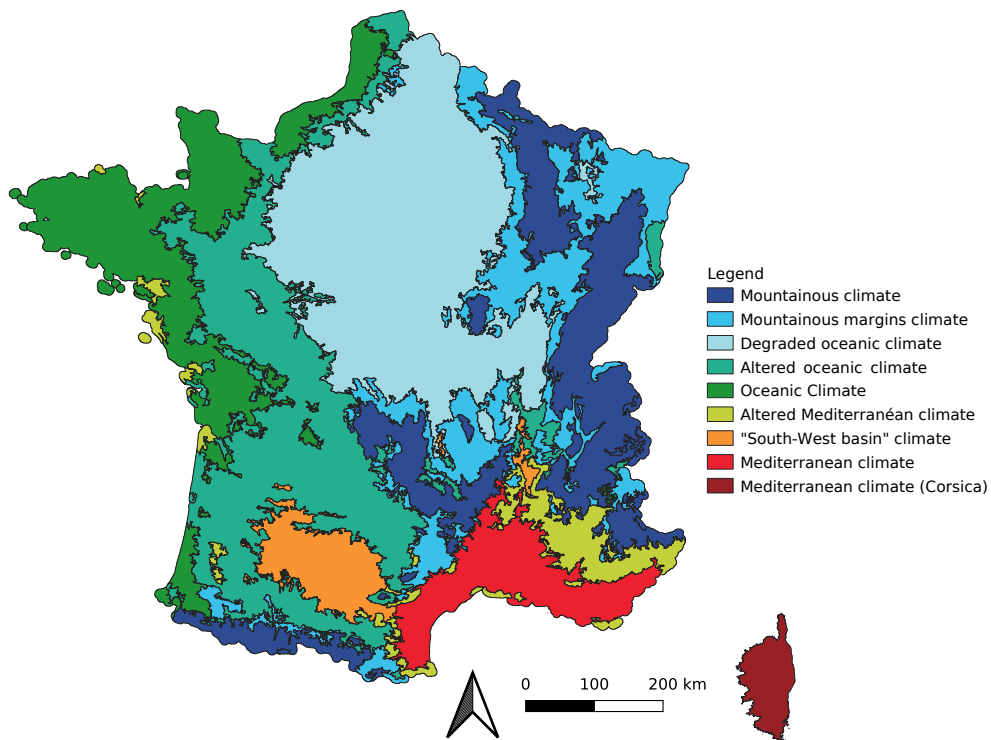 Legend
Mountainous climate
Mountainous margins climate
Degraded oceanic climate
Altered oceanic climate
Oceanic Climate
Altered Mediterranéan climate
"South-West basin" climate
Mediterranean climate
Mediterranean climate (Corsica)
0 100 200 km